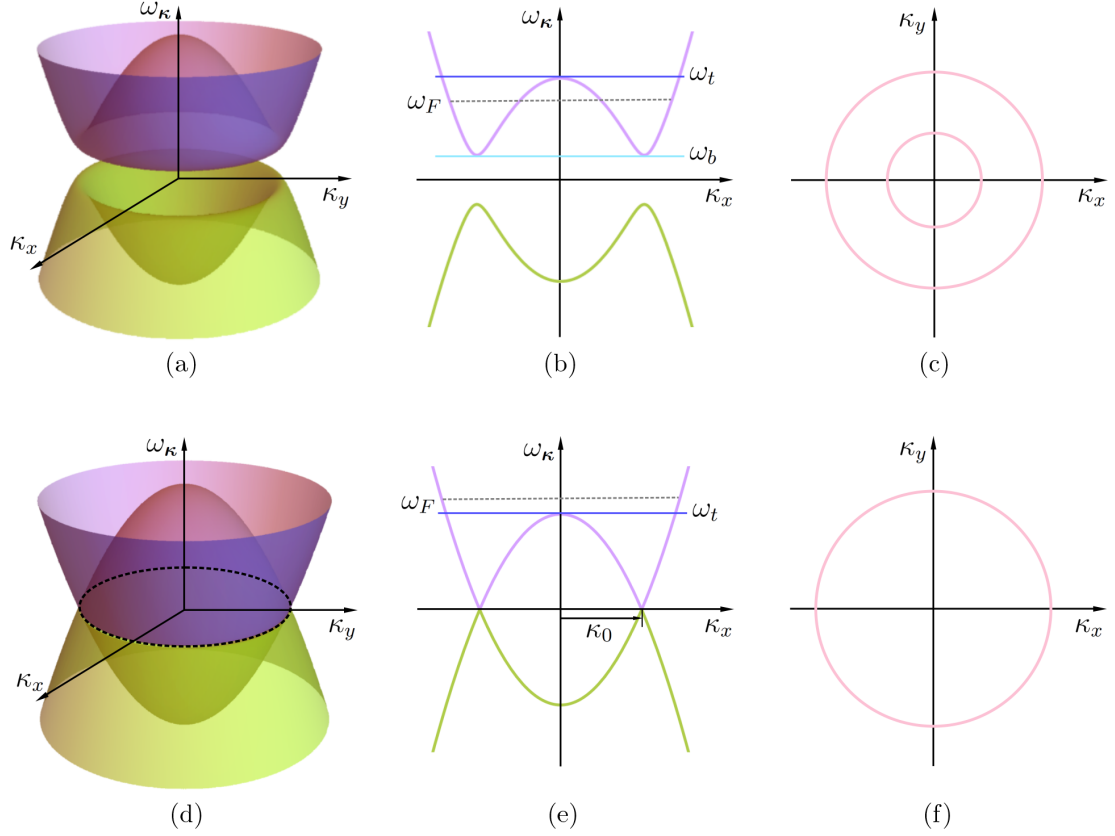 ω_κ
κ_y
κ_x
(a)
ω_κ
ω_t
ω_F
ω_b
κ_x
(b)
κ_y
κ_x
(c)
ω_κ
κ_y
κ_x
(d)
ω_κ
ω_F
ω_t
κ_0
κ_x
(e)
κ_y
κ_x
(f)